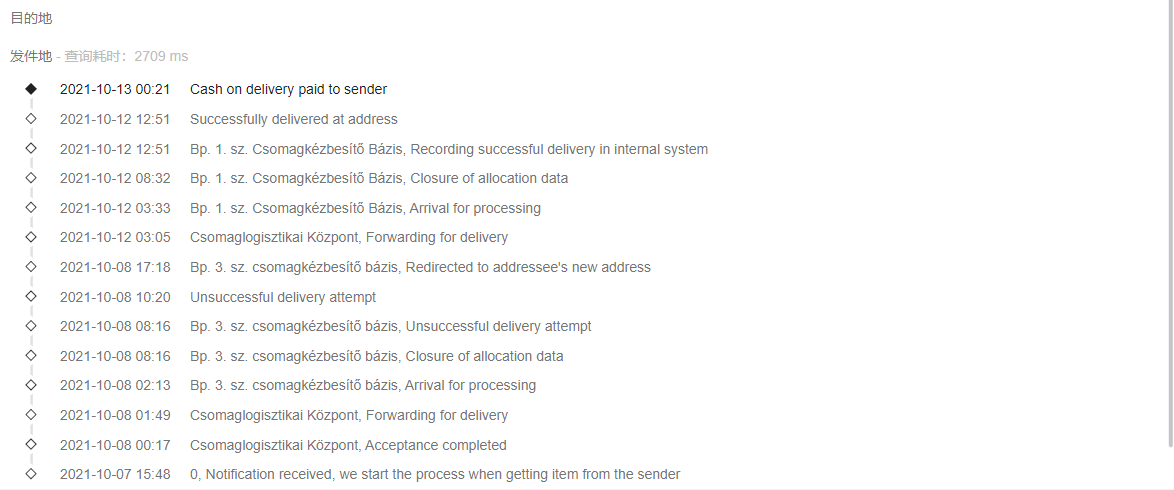 目的地
发件地 - 查询耗时：2709 ms
2021-10-13 00:21 Cash on delivery paid to sender
2021-10-12 12:51 Successfully delivered at address
2021-10-12 12:51 Bp. 1. sz. Csomagkézbesítő Bázis, Recording successful delivery in internal system
2021-10-12 08:32 Bp. 1. sz. Csomagkézbesítő Bázis, Closure of allocation data
2021-10-12 03:33 Bp. 1. sz. Csomagkézbesítő Bázis, Arrival for processing
2021-10-12 03:05 Csomaglogisztikai Központ, Forwarding for delivery
2021-10-08 17:18 Bp. 3. sz. csomagkézbesítő bázis, Redirected to addressee's new address
2021-10-08 10:20 Unsuccessful delivery attempt
2021-10-08 08:16 Bp. 3. sz. csomagkézbesítő bázis, Unsuccessful delivery attempt
2021-10-08 08:16 Bp. 3. sz. csomagkézbesítő bázis, Closure of allocation data
2021-10-08 02:13 Bp. 3. sz. csomagkézbesítő bázis, Arrival for processing
2021-10-08 01:49 Csomaglogisztikai Központ, Forwarding for delivery
2021-10-08 00:17 Csomaglogisztikai Központ, Acceptance completed
2021-10-07 15:48 0, Notification received, we start the process when getting item from the sender